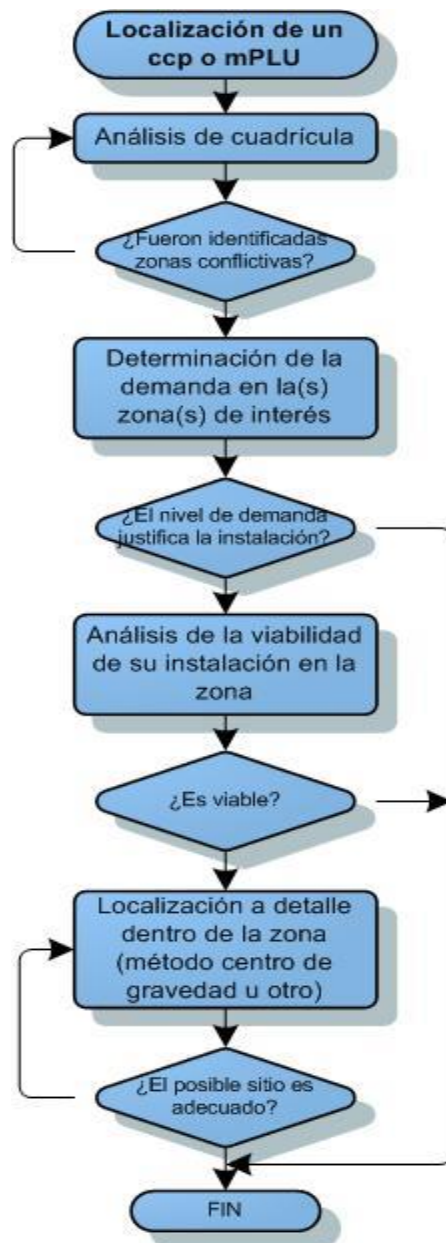 Localización de un
ccp o mPLU
Análisis de cuadrícula
¿Fueron identificadas
zonas conflictivas?
Determinación de la
demanda en la(s)
zona(s) de interés
¿El nivel de demanda
justifica la instalación?
Análisis de la viabilidad
de su instalación en la
zona
¿Es viable?
Localización a detalle
dentro de la zona
(método centro de
gravedad u otro)
¿El posible sitio es
adecuado?
FIN